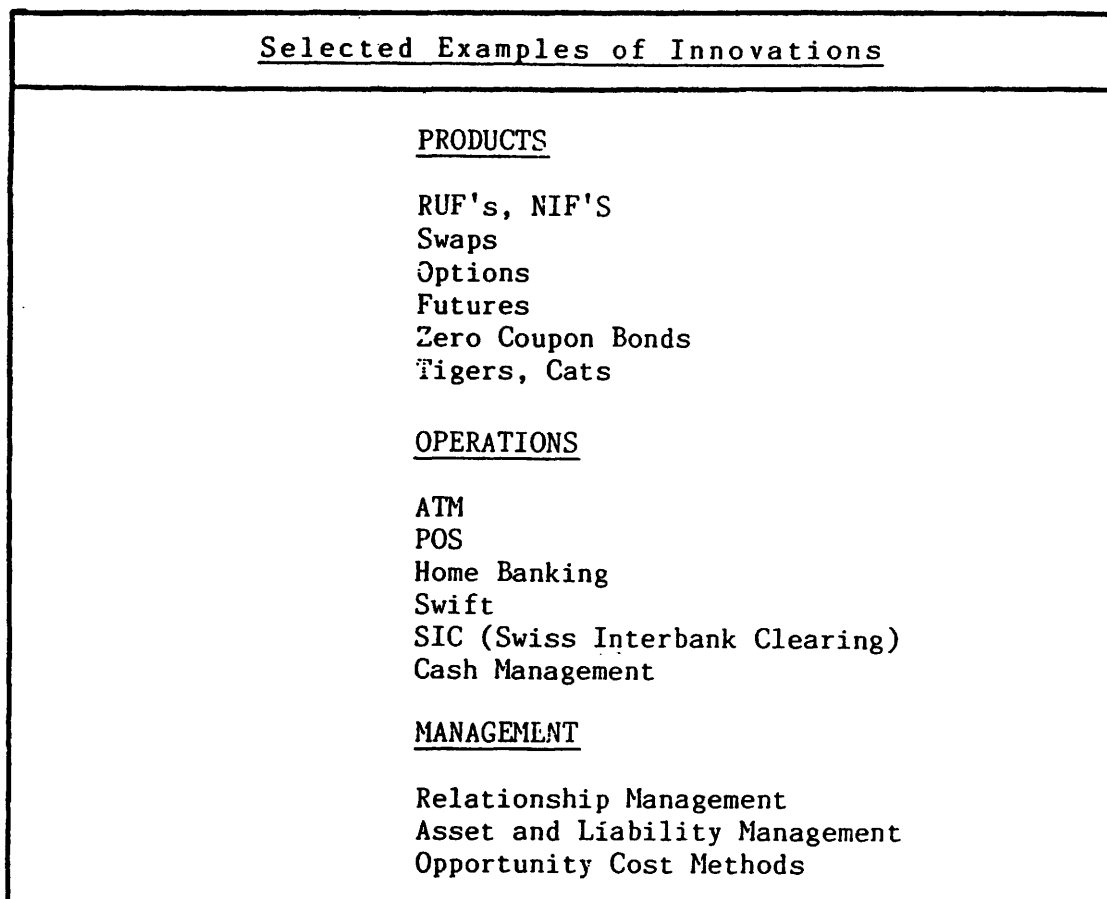 Selected Examples of Innovations
PRODUCTS
RUF's, NIF'S
Swaps
Options
Futures
Zero Coupon Bonds
Tigers, Cats
OPERATIONS
ATM
POS
Home Banking
Swift
SIC (Swiss Interbank Clearing)
Cash Management
MANAGEMENT
Relationship Management
Asset and Liability Management
Opportunity Cost Methods